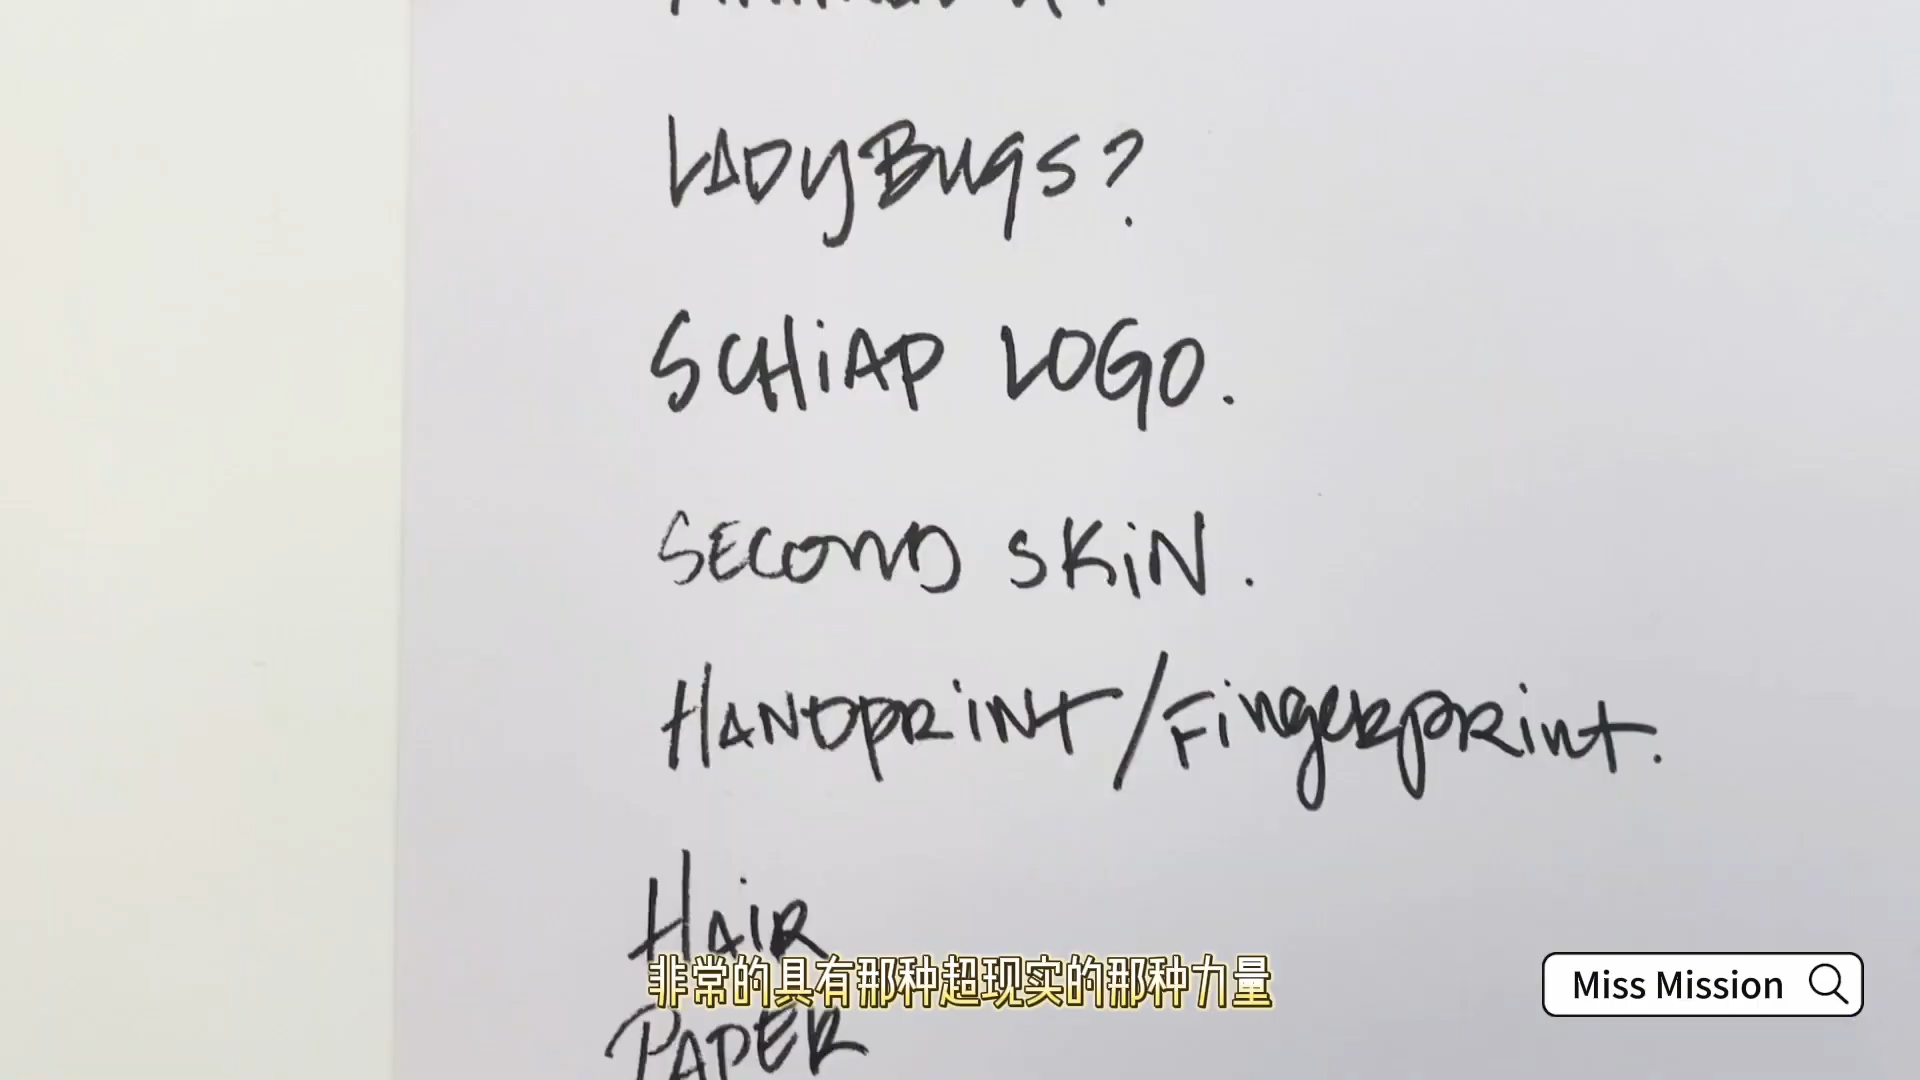 LADYBugs?
SCHiAP LOGO.
SECOND SKiN.
HANDPRiNT/FingeRpRint.
HAiR
非常的具有那种超现实的那种力量
Miss Mission
PAPER